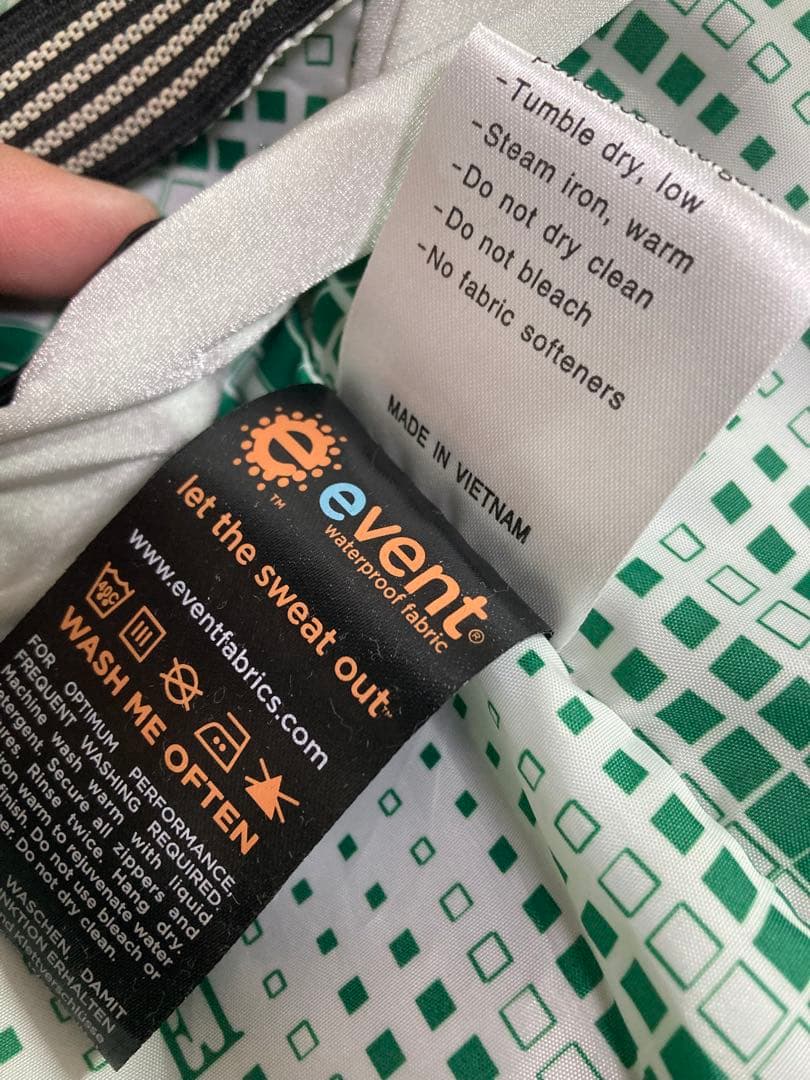 -Tumble dry, low
-Steam iron, warm
-Do not dry clean
-Do not bleach
-No fabric softeners
MADE IN VIETNAM
e™
event®
waterproof fabric
let the sweat out™
www.eventfabrics.com
40C
WASH ME OFTEN
FOR OPTIMUM PERFORMANCE,
FREQUENT WASHING REQUIRED.
Machine wash warm with liquid
detergent. Secure all zippers and
Rinse twice. Hang dry.
iron warm to rejuvenate water
finish. Do not use bleach or
Do not dry clean.
WASCHEN, DAMIT
ERHALTEN